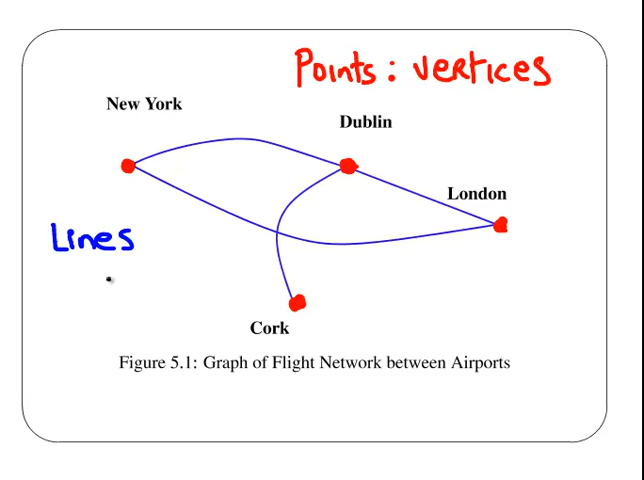 Points: vertices
New York
Dublin
London
Lines
Cork
Figure 5.1: Graph of Flight Network between Airports